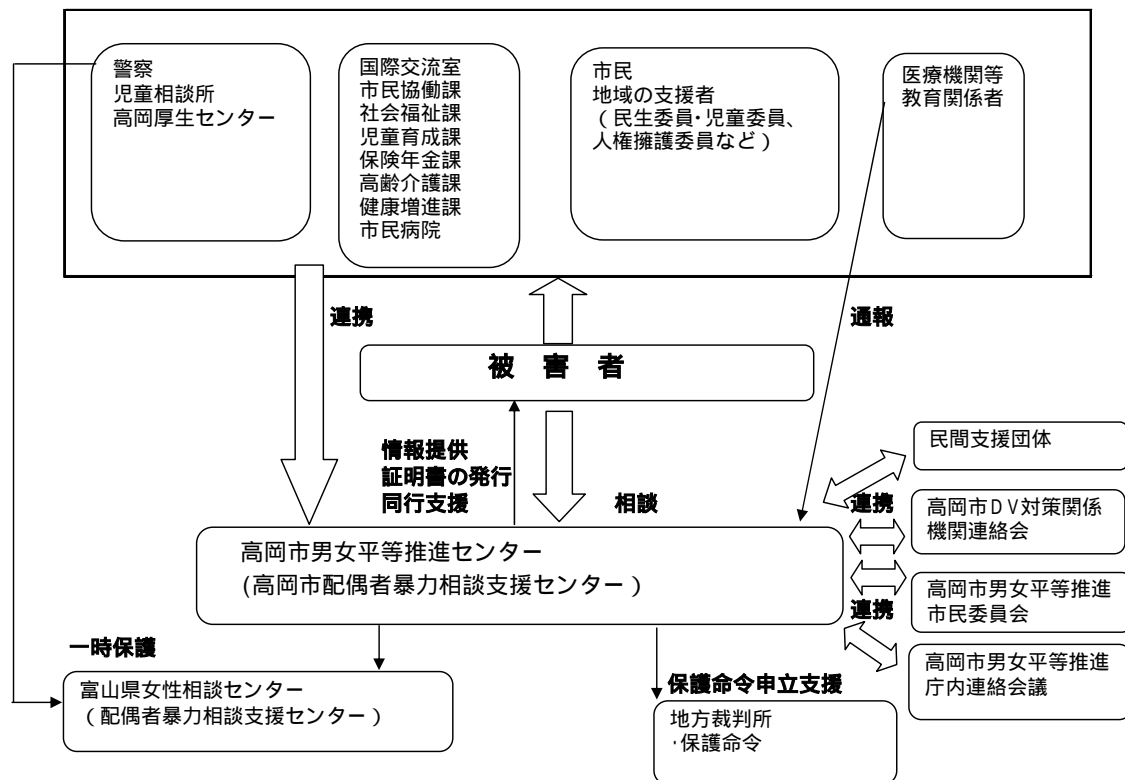 警察
児童相談所
高岡厚生センター
国際交流室
市民協働課
社会福祉課
児童育成課
保険年金課
高齢介護課
健康増進課
市民病院
市民
地域の支援者
(民生委員・児童委員、
人権擁護委員など)
医療機関等
教育関係者
連携
通報
被 害 者
情報提供
証明書の発行
同行支援
相談
民間支援団体
連携
高岡市DV対策関係
機関連絡会
高岡市男女平等推進センター
(高岡市配偶者暴力相談支援センター)
高岡市男女平等推進
市民委員会
連携
高岡市男女平等推進
庁内連絡会議
一時保護
富山県女性相談センター
(配偶者暴力相談支援センター)
保護命令申立支援
地方裁判所
・保護命令